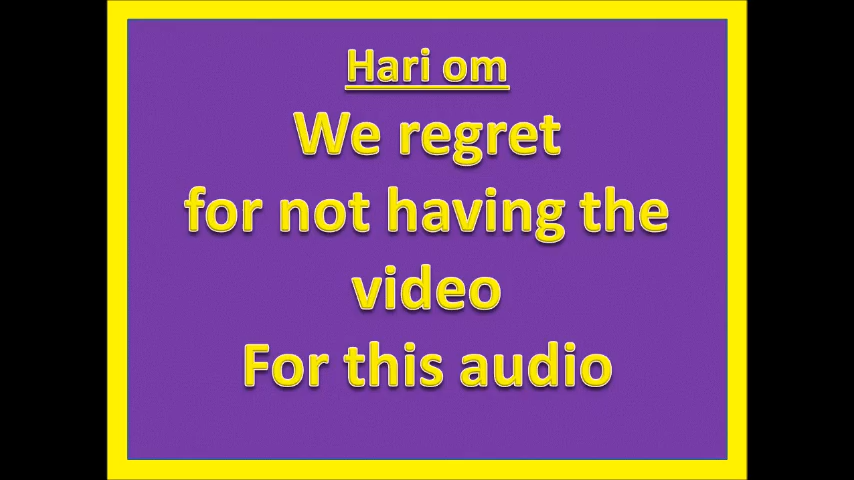 Hari om
We regret
for not having the
video
For this audio